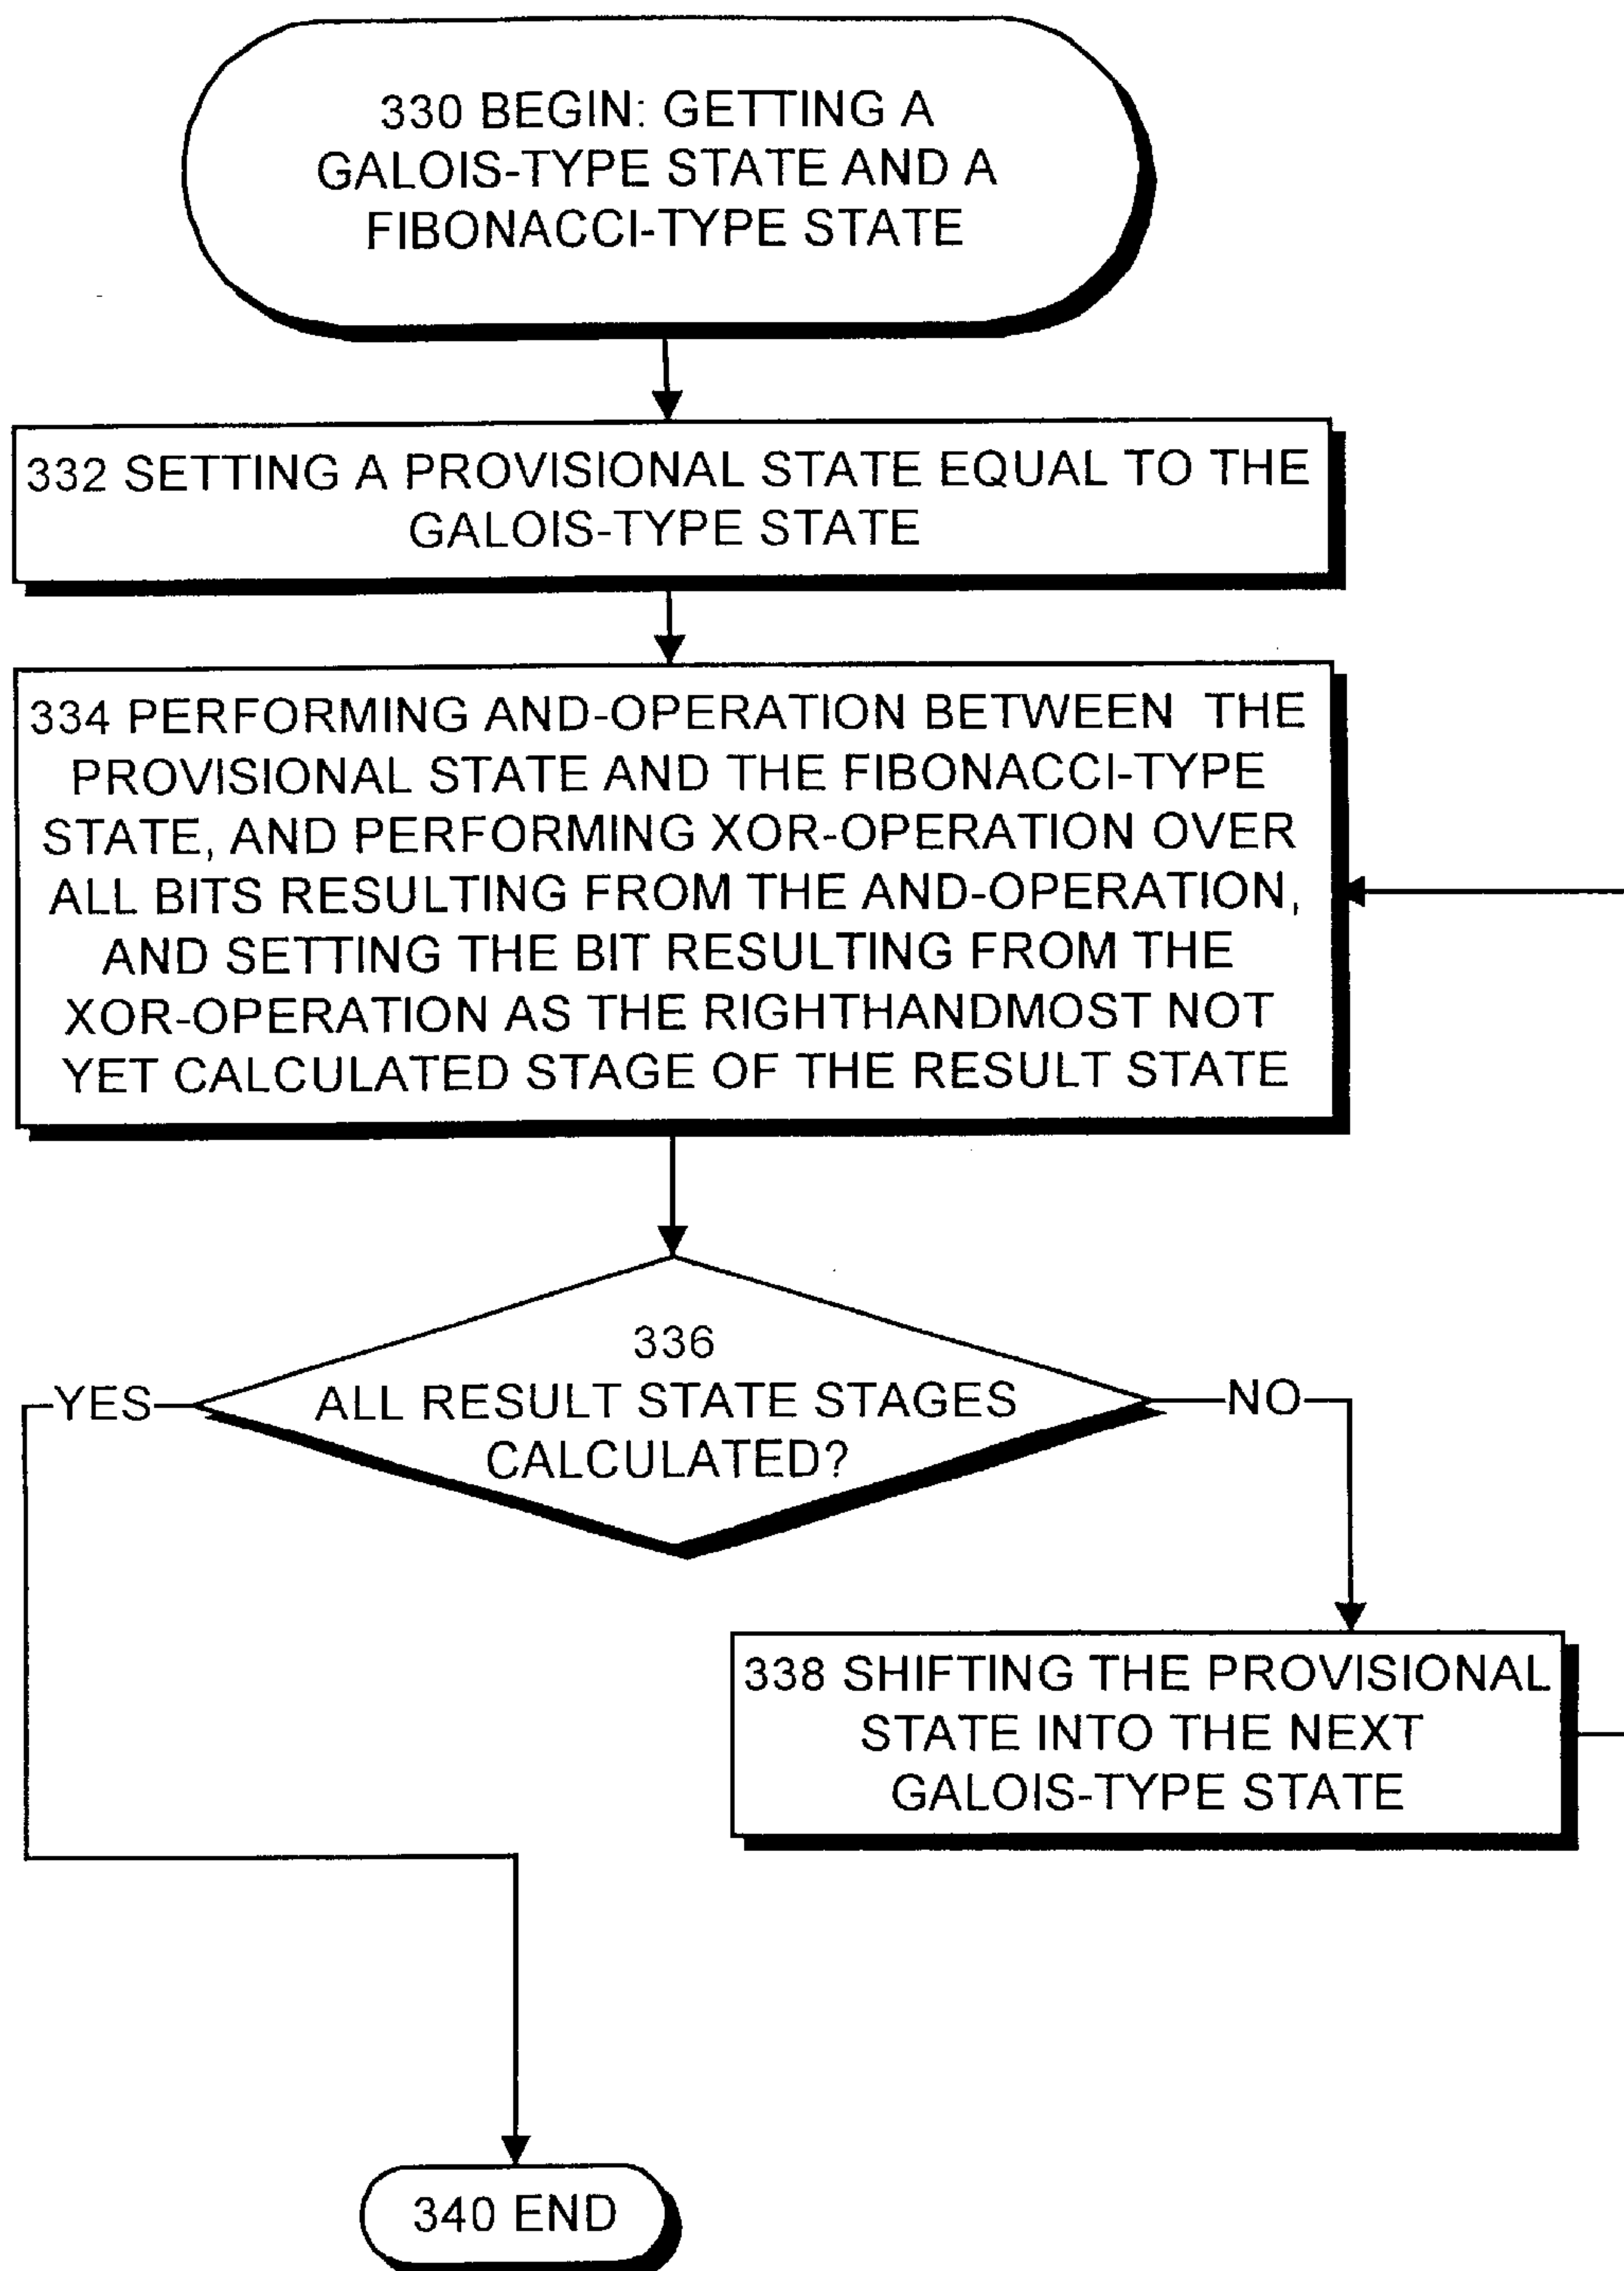 330 BEGIN: GETTING A
GALOIS-TYPE STATE AND A
FIBONACCI-TYPE STATE
332 SETTING A PROVISIONAL STATE EQUAL TO THE
GALOIS-TYPE STATE
334 PERFORMING AND-OPERATION BETWEEN THE
PROVISIONAL STATE AND THE FIBONACCI-TYPE
STATE, AND PERFORMING XOR-OPERATION OVER
ALL BITS RESULTING FROM THE AND-OPERATION,
AND SETTING THE BIT RESULTING FROM THE
XOR-OPERATION AS THE RIGHTHANDMOST NOT
YET CALCULATED STAGE OF THE RESULT STATE
336
YES
ALL RESULT STATE STAGES
NO
CALCULATED?
338 SHIFTING THE PROVISIONAL
STATE INTO THE NEXT
GALOIS-TYPE STATE
340 END